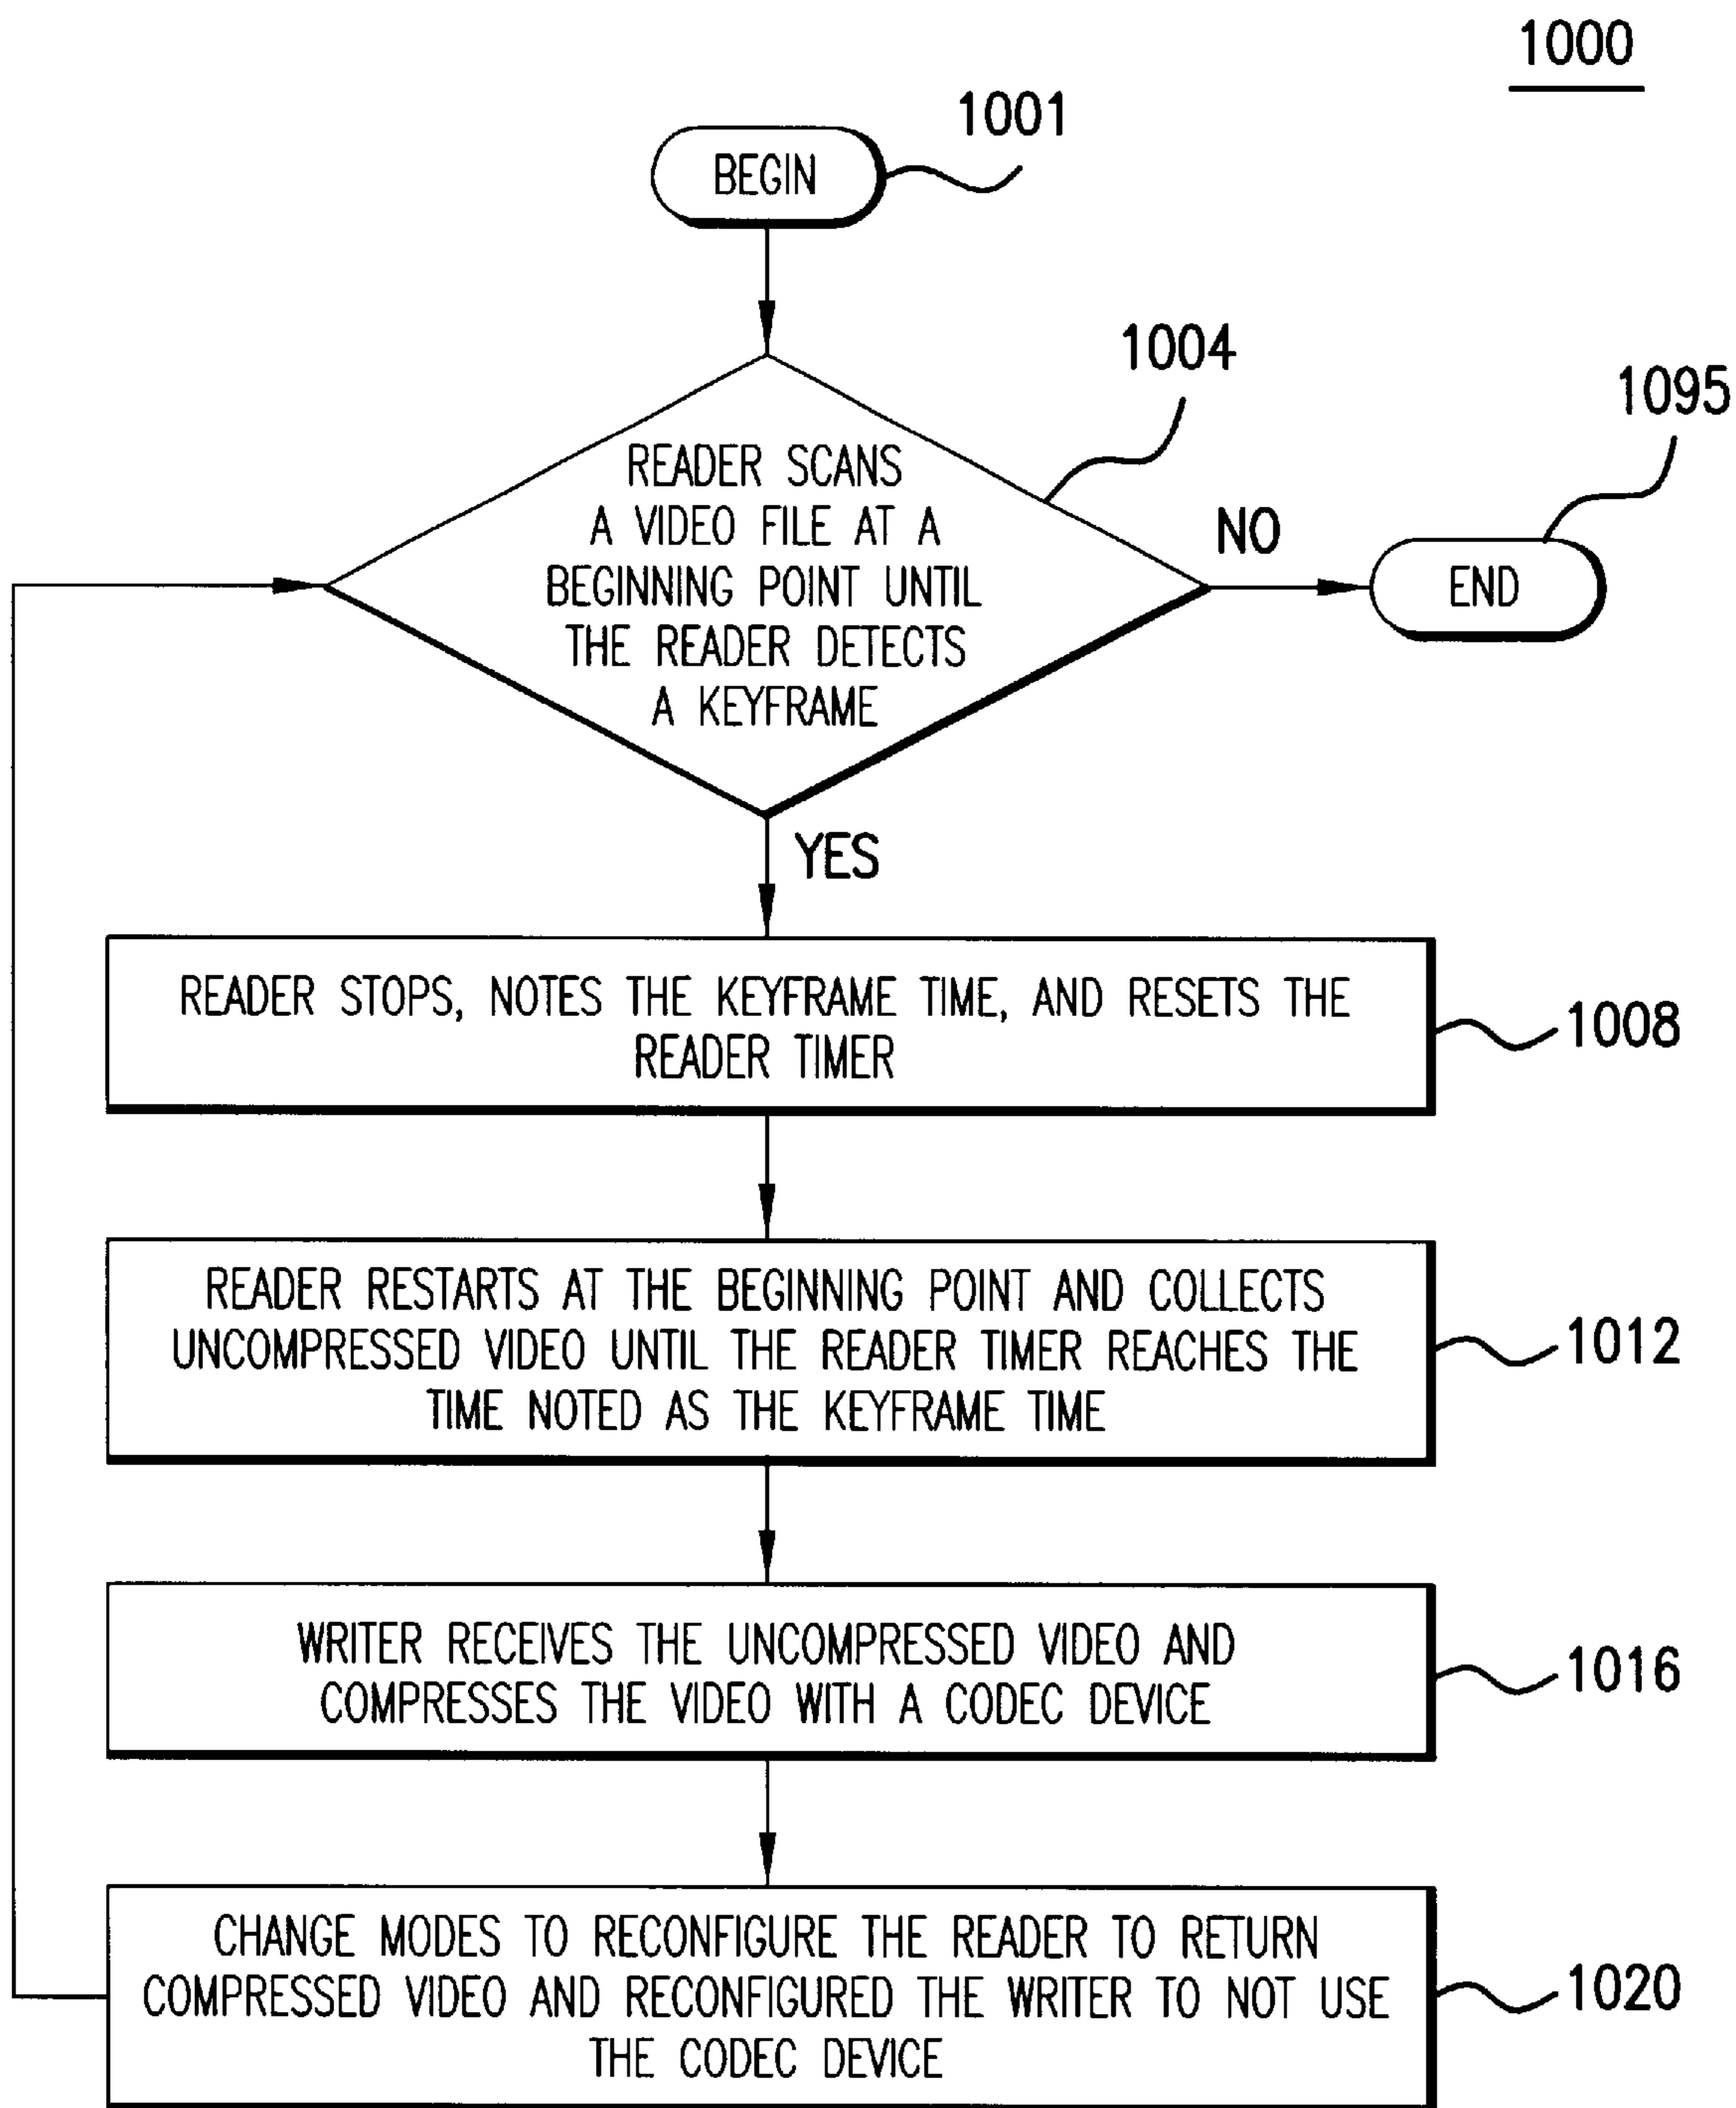 1000
1001
BEGIN
1004
1095
READER SCANS
A VIDEO FILE AT A
BEGINNING POINT UNTIL
THE READER DETECTS
A KEYFRAME
NO
END
YES
READER STOPS, NOTES THE KEYFRAME TIME, AND RESETS THE
READER TIMER
1008
READER RESTARTS AT THE BEGINNING POINT AND COLLECTS
UNCOMPRESSED VIDEO UNTIL THE READER TIMER REACHES THE
TIME NOTED AS THE KEYFRAME TIME
1012
WRITER RECEIVES THE UNCOMPRESSED VIDEO AND
COMPRESSES THE VIDEO WITH A CODEC DEVICE
1016
CHANGE MODES TO RECONFIGURE THE READER TO RETURN
COMPRESSED VIDEO AND RECONFIGURED THE WRITER TO NOT USE
THE CODEC DEVICE
1020